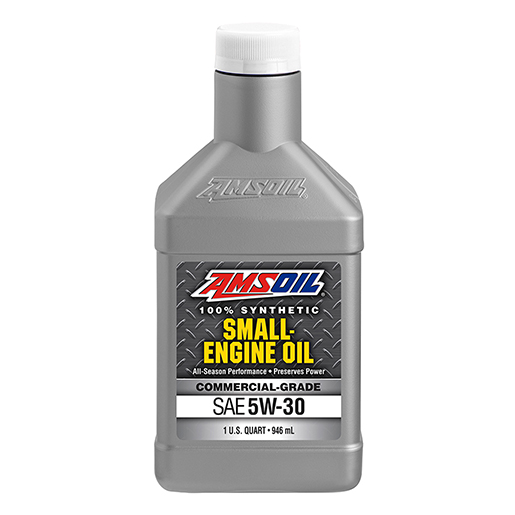 AMSOIL
AMSOIL
100% SYNTHETIC
SMALL-
ENGINE OIL
All-Season Performance • Preserves Power
COMMERCIAL-GRADE
SAE 5W-30
1 U.S. QUART • 946 mL